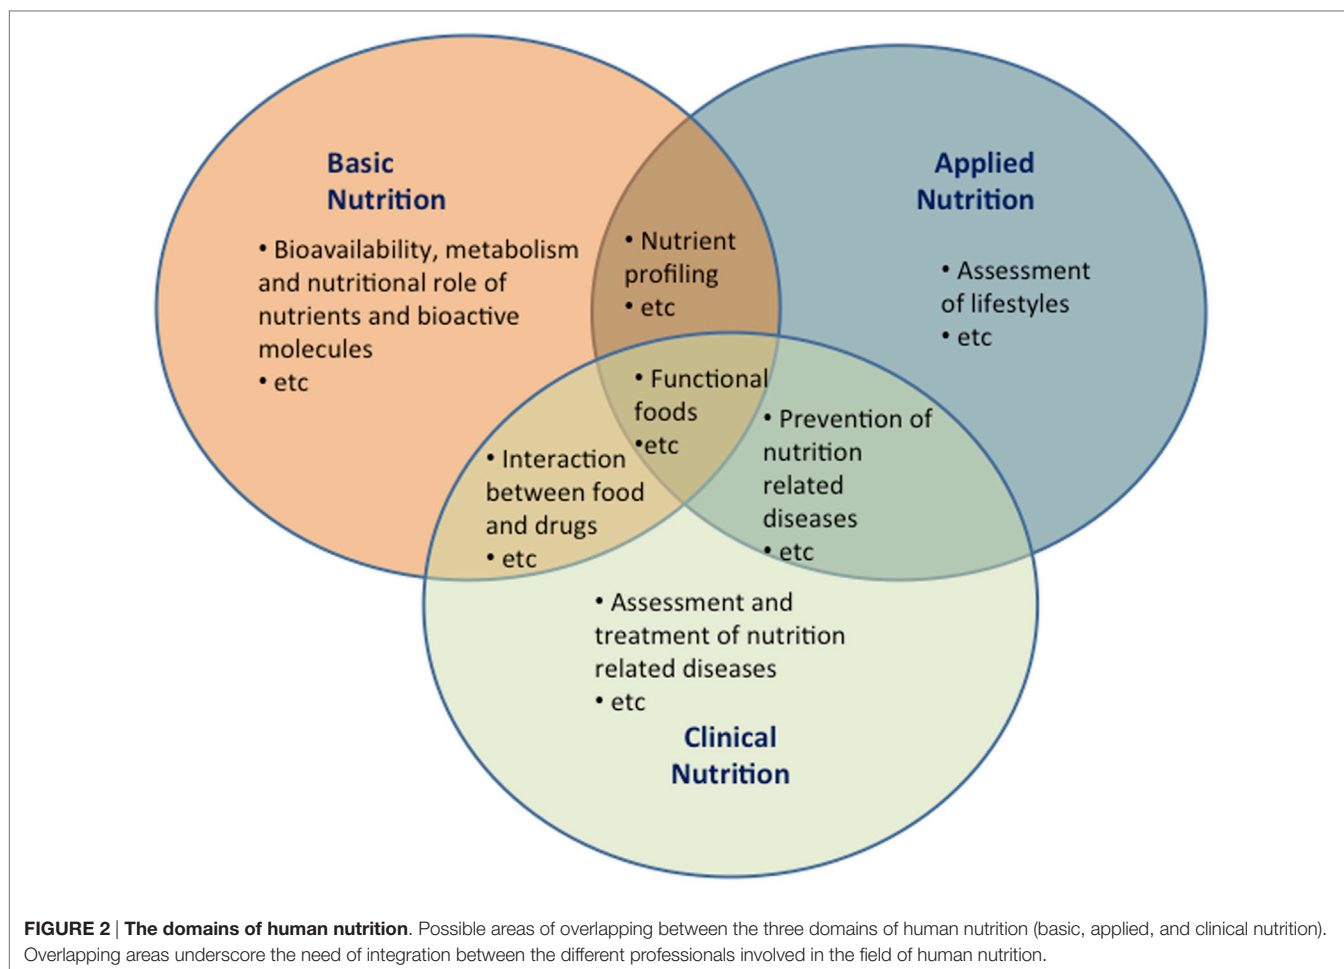 Basic
Nutrition
• Bioavailability, metabolism
and nutritional role of
nutrients and bioactive
molecules
• etc
• Nutrient
profiling
• etc
Applied
Nutrition
• Assessment
of lifestyles
• etc
• Functional
foods
•etc
• Interaction
between food
and drugs
• etc
• Prevention of
nutrition
related
diseases
• etc
• Assessment and
treatment of nutrition
related diseases
• etc
Clinical
Nutrition
FIGURE 2 | The domains of human nutrition. Possible areas of overlapping between the three domains of human nutrition (basic, applied, and clinical nutrition).
Overlapping areas underscore the need of integration between the different professionals involved in the field of human nutrition.